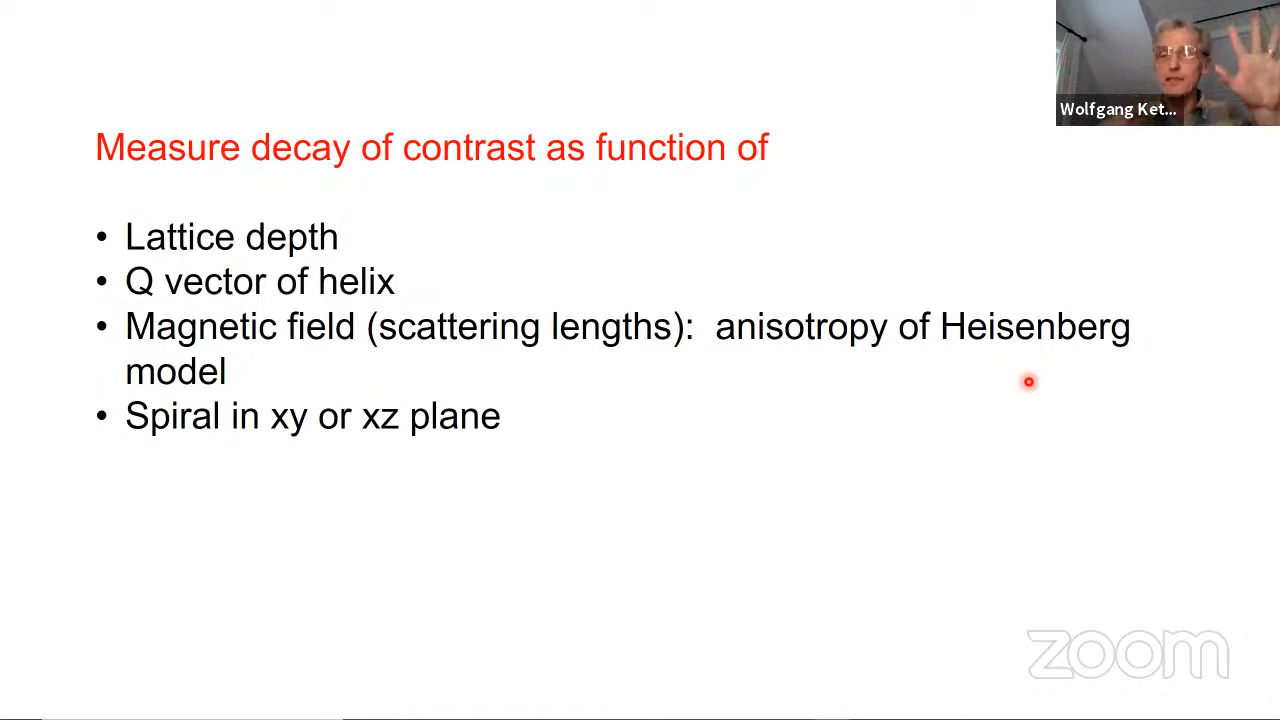 Wolfgang Ket...
Measure decay of contrast as function of
• Lattice depth
• Q vector of helix
• Magnetic field (scattering lengths):  anisotropy of Heisenberg
model
• Spiral in xy or xz plane
zoom